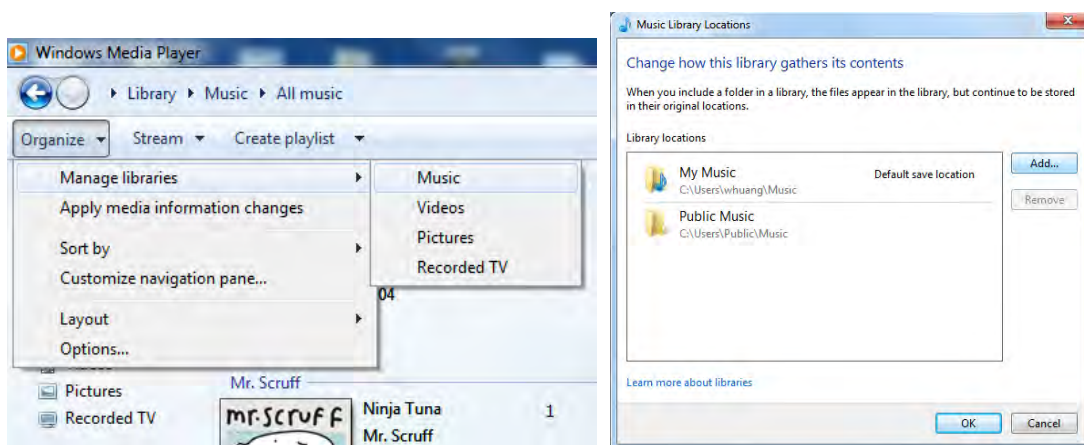 Windows Media Player
Library Music All music
Organize Stream Create playlist
Manage libraries
Apply media information changes
Sort by
Customize navigation pane...
Layout
Options...
Music
Videos
Pictures
Recorded TV
04
Pictures
Recorded TV
Mr. Scruff
mr.scruff
Ninja Tuna 1
Mr. Scruff
Music Library Locations
Change how this library gathers its contents
When you include a folder in a library, the files appear in the library, but continue to be stored
in their original locations.
Library locations
My Music Default save location
C:\Users\whuang\Music
Public Music
C:\Users\Public\Music
Add...
Remove
Learn more about libraries
OK Cancel